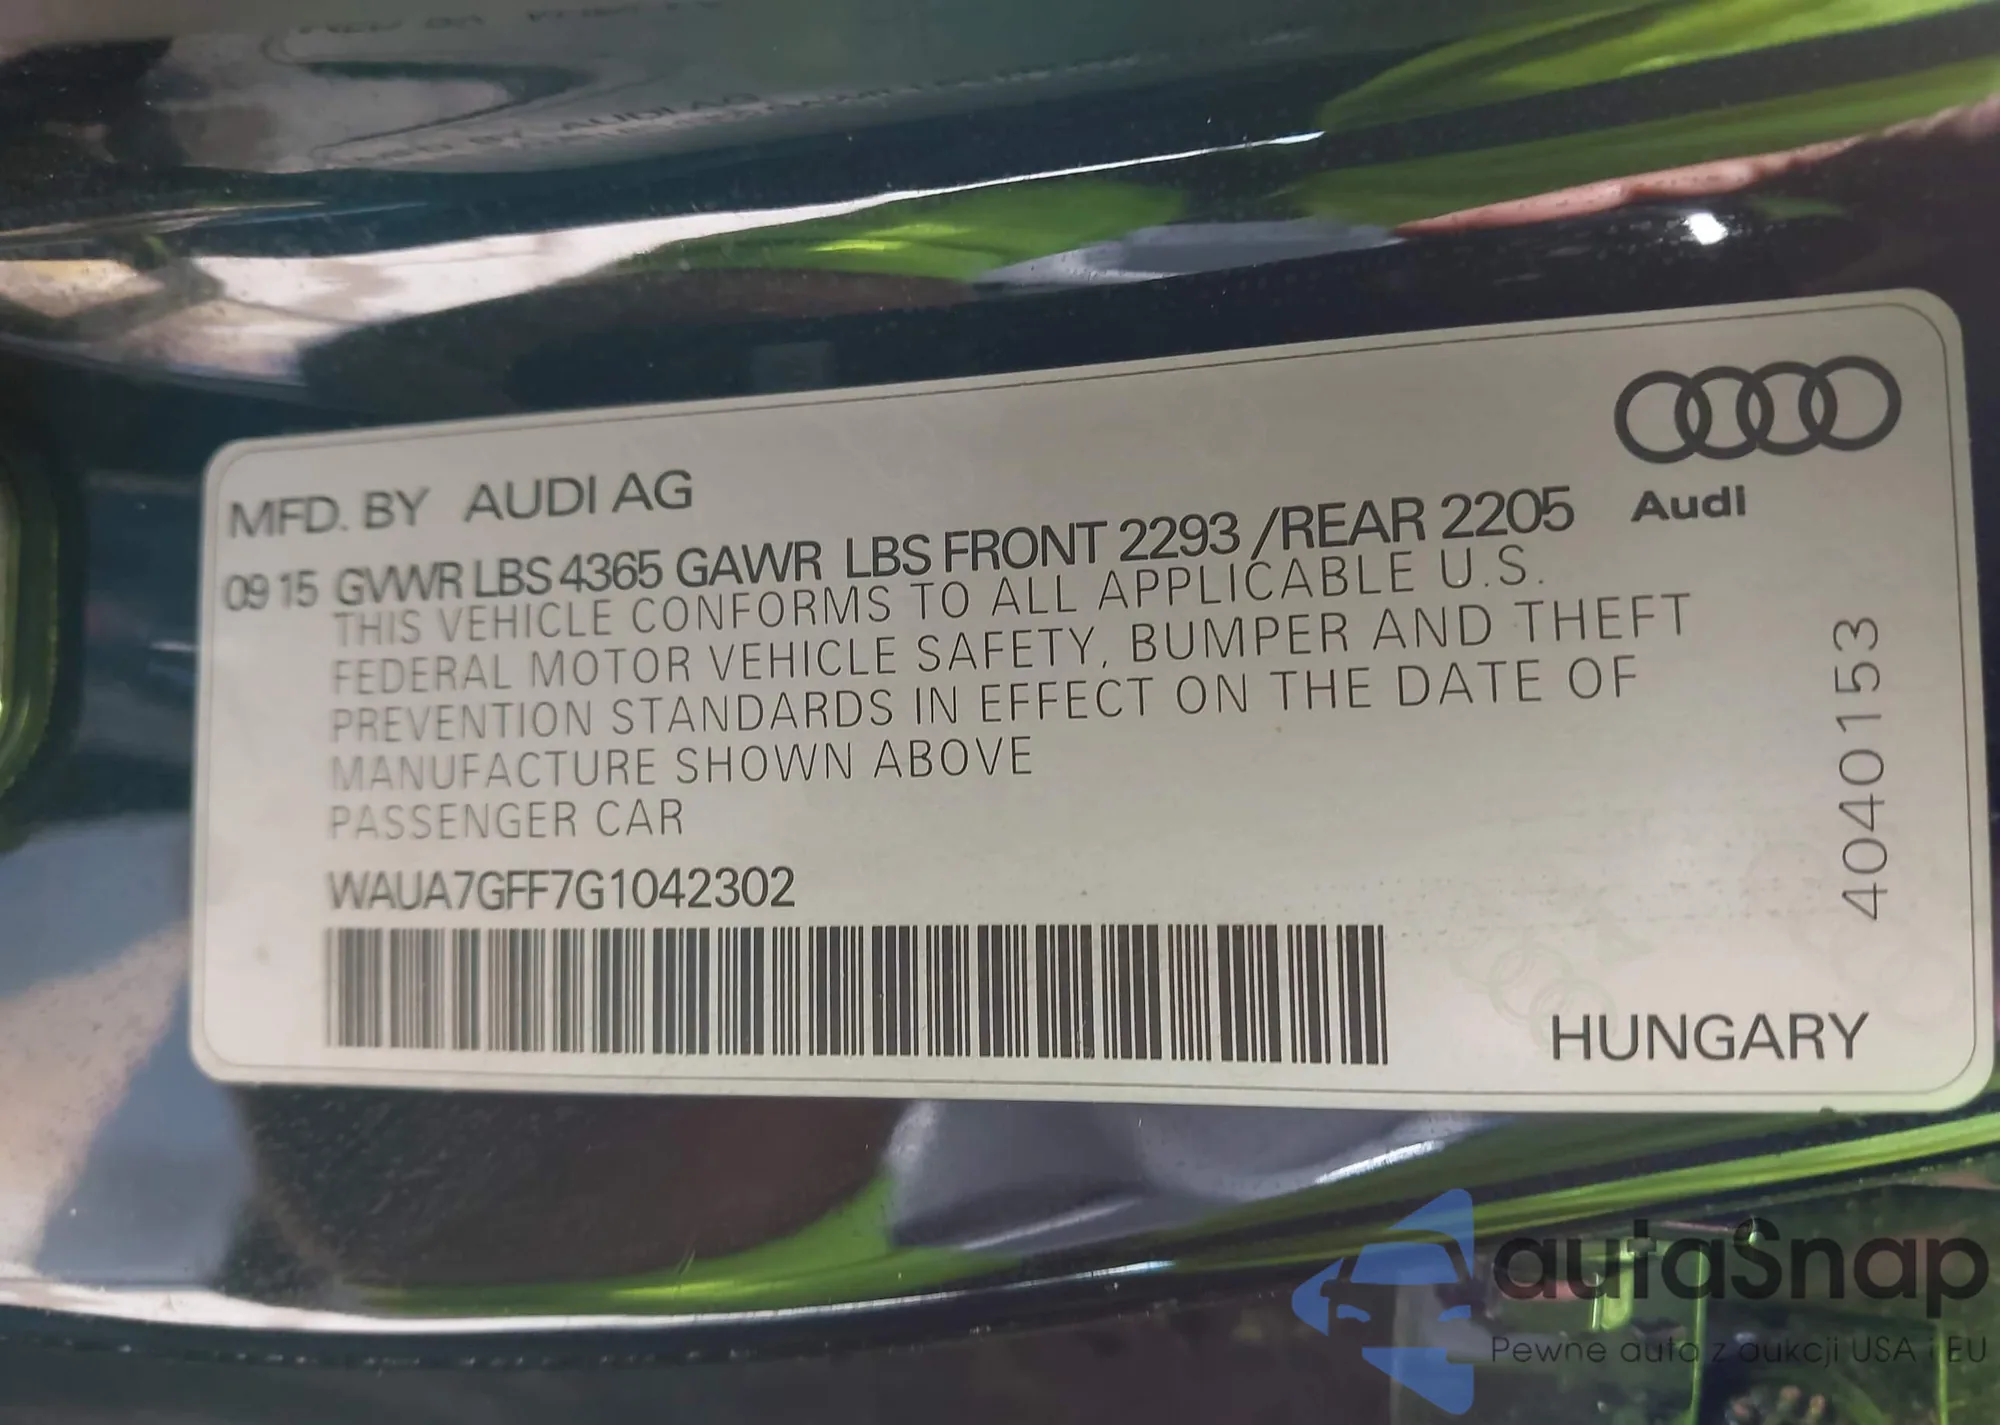 MFD. BY AUDI AG
09 15 GVWR LBS 4365 GAWR LBS FRONT 2293 /REAR 2205
Audi
THIS VEHICLE CONFORMS TO ALL APPLICABLE U.S.
FEDERAL MOTOR VEHICLE SAFETY, BUMPER AND THEFT
PREVENTION STANDARDS IN EFFECT ON THE DATE OF
MANUFACTURE SHOWN ABOVE
PASSENGER CAR
WAUA7GFF7G1042302
4040153
HUNGARY
autaSnap
Pewne auta z aukcji USA i EU